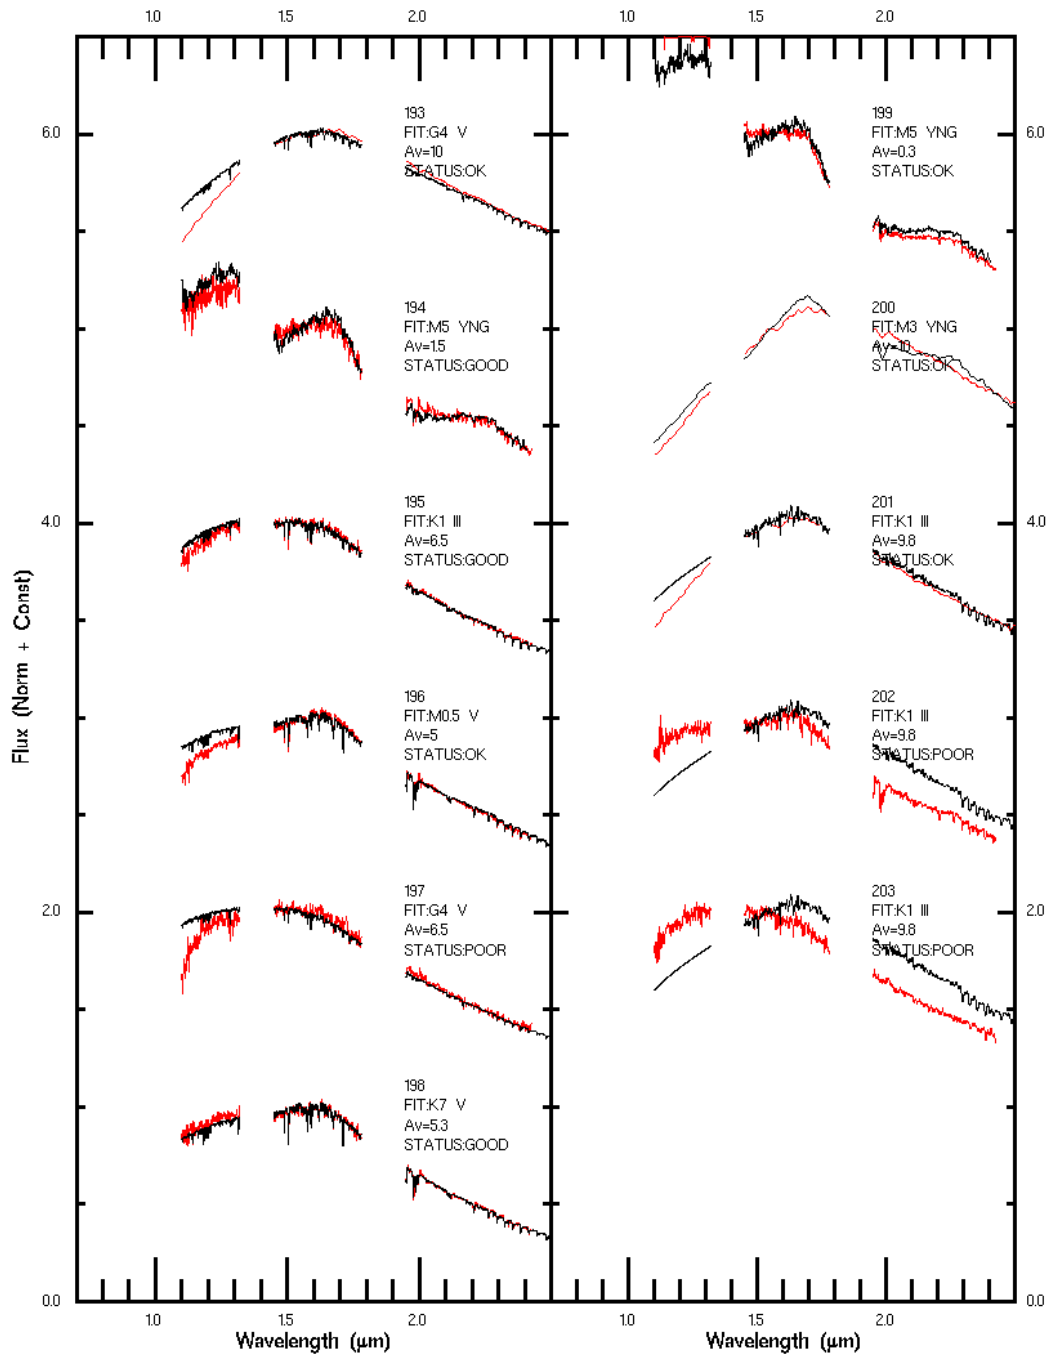 1.0 1.5 2.0 1.0 1.5 2.0
6.0
193
FIT:G4 V
Av=10
STATUS:OK
194
FIT:M5 YNG
Av=1.5
STATUS:GOOD
4.0
195
FIT:K1 III
Av=6.5
STATUS:GOOD
196
FIT:M0.5 V
Av=5
STATUS:OK
2.0
197
FIT:G4 V
Av=6.5
STATUS:POOR
198
FIT:K7 V
Av=5.3
STATUS:GOOD
0.0
Flux (Norm + Const)
199
FIT:M5 YNG
Av=0.3
STATUS:OK
6.0
200
FIT:M3 YNG
Av=10
STATUS:OK
201
FIT:K1 III
Av=9.8
STATUS:OK
4.0
202
FIT:K1 III
Av=9.8
STATUS:POOR
203
FIT:K1 III
Av=9.8
STATUS:POOR
2.0
0.0
1.0 1.5 2.0 1.0 1.5 2.0
Wavelength (μm) Wavelength (μm)